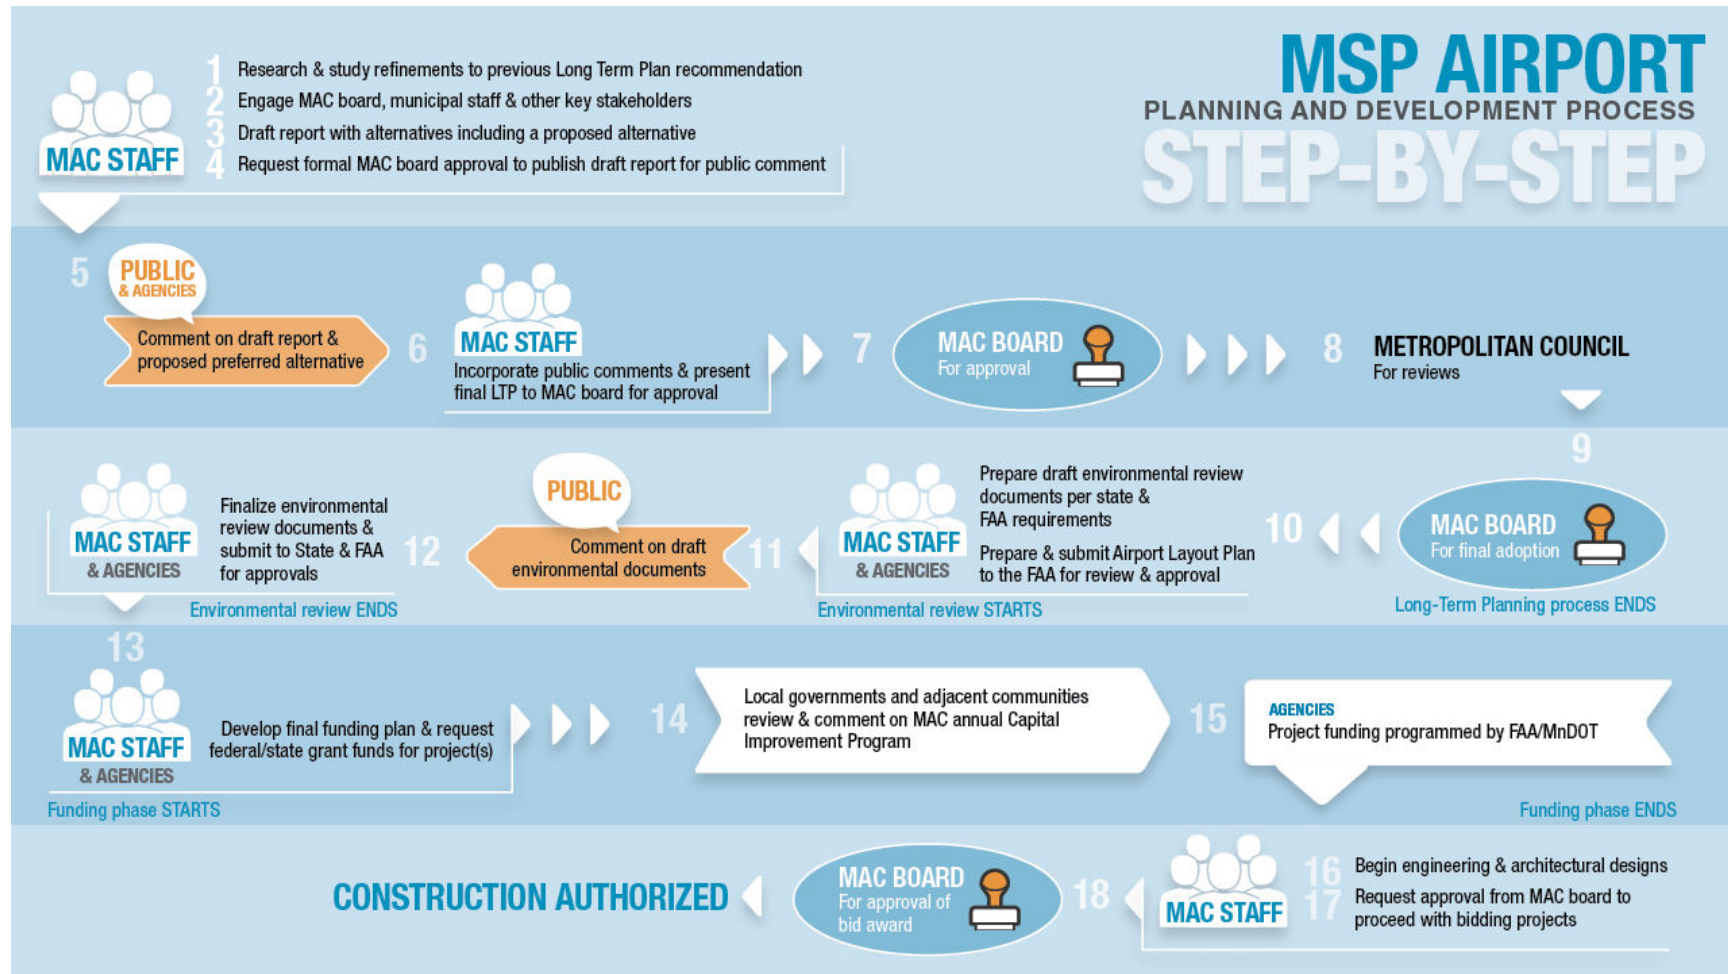 MSP AIRPORT
PLANNING AND DEVELOPMENT PROCESS
STEP-BY-STEP
MAC STAFF
1 Research & study refinements to previous Long Term Plan recommendation
2 Engage MAC board, municipal staff & other key stakeholders
3 Draft report with alternatives including a proposed alternative
4 Request formal MAC board approval to publish draft report for public comment
5
PUBLIC
& AGENCIES
Comment on draft report &
proposed preferred alternative
6
MAC STAFF
Incorporate public comments & present
final LTP to MAC board for approval
7
MAC BOARD
For approval
8
METROPOLITAN COUNCIL
For reviews
9
MAC BOARD
For final adoption
Long-Term Planning process ENDS
10
Prepare draft environmental review
documents per state &
FAA requirements
Prepare & submit Airport Layout Plan
to the FAA for review & approval
MAC STAFF
& AGENCIES
Environmental review STARTS
11
PUBLIC
Comment on draft
environmental documents
12
Finalize environmental
review documents &
submit to State & FAA
for approvals
MAC STAFF
& AGENCIES
Environmental review ENDS
13
MAC STAFF
& AGENCIES
Develop final funding plan & request
federal/state grant funds for project(s)
Funding phase STARTS
14
Local governments and adjacent communities
review & comment on MAC annual Capital
Improvement Program
15
AGENCIES
Project funding programmed by FAA/MnDOT
Funding phase ENDS
MAC STAFF
16 Begin engineering & architectural designs
17 Request approval from MAC board to
proceed with bidding projects
18
MAC BOARD
For approval of
bid award
CONSTRUCTION AUTHORIZED